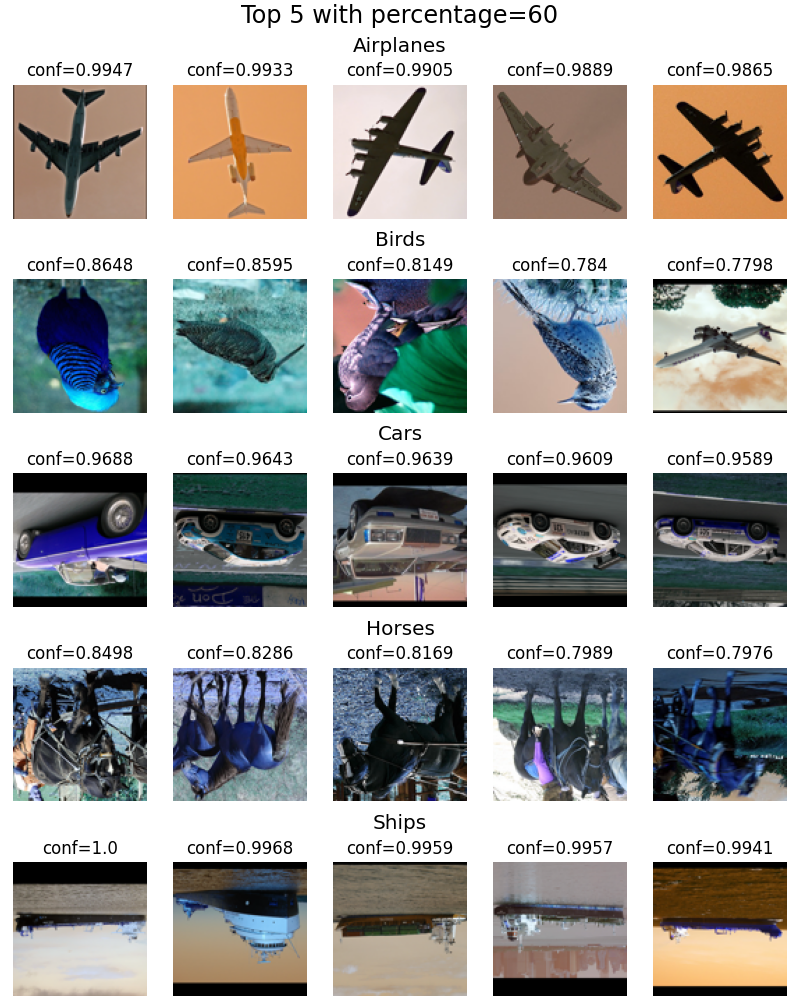 Top 5 with percentage=60
Airplanes
conf=0.9947 conf=0.9933 conf=0.9905 conf=0.9889 conf=0.9865
Birds
conf=0.8648 conf=0.8595 conf=0.8149 conf=0.784 conf=0.7798
Cars
conf=0.9688 conf=0.9643 conf=0.9639 conf=0.9609 conf=0.9589
Horses
conf=0.8498 conf=0.8286 conf=0.8169 conf=0.7989 conf=0.7976
Ships
conf=1.0 conf=0.9968 conf=0.9959 conf=0.9957 conf=0.9941